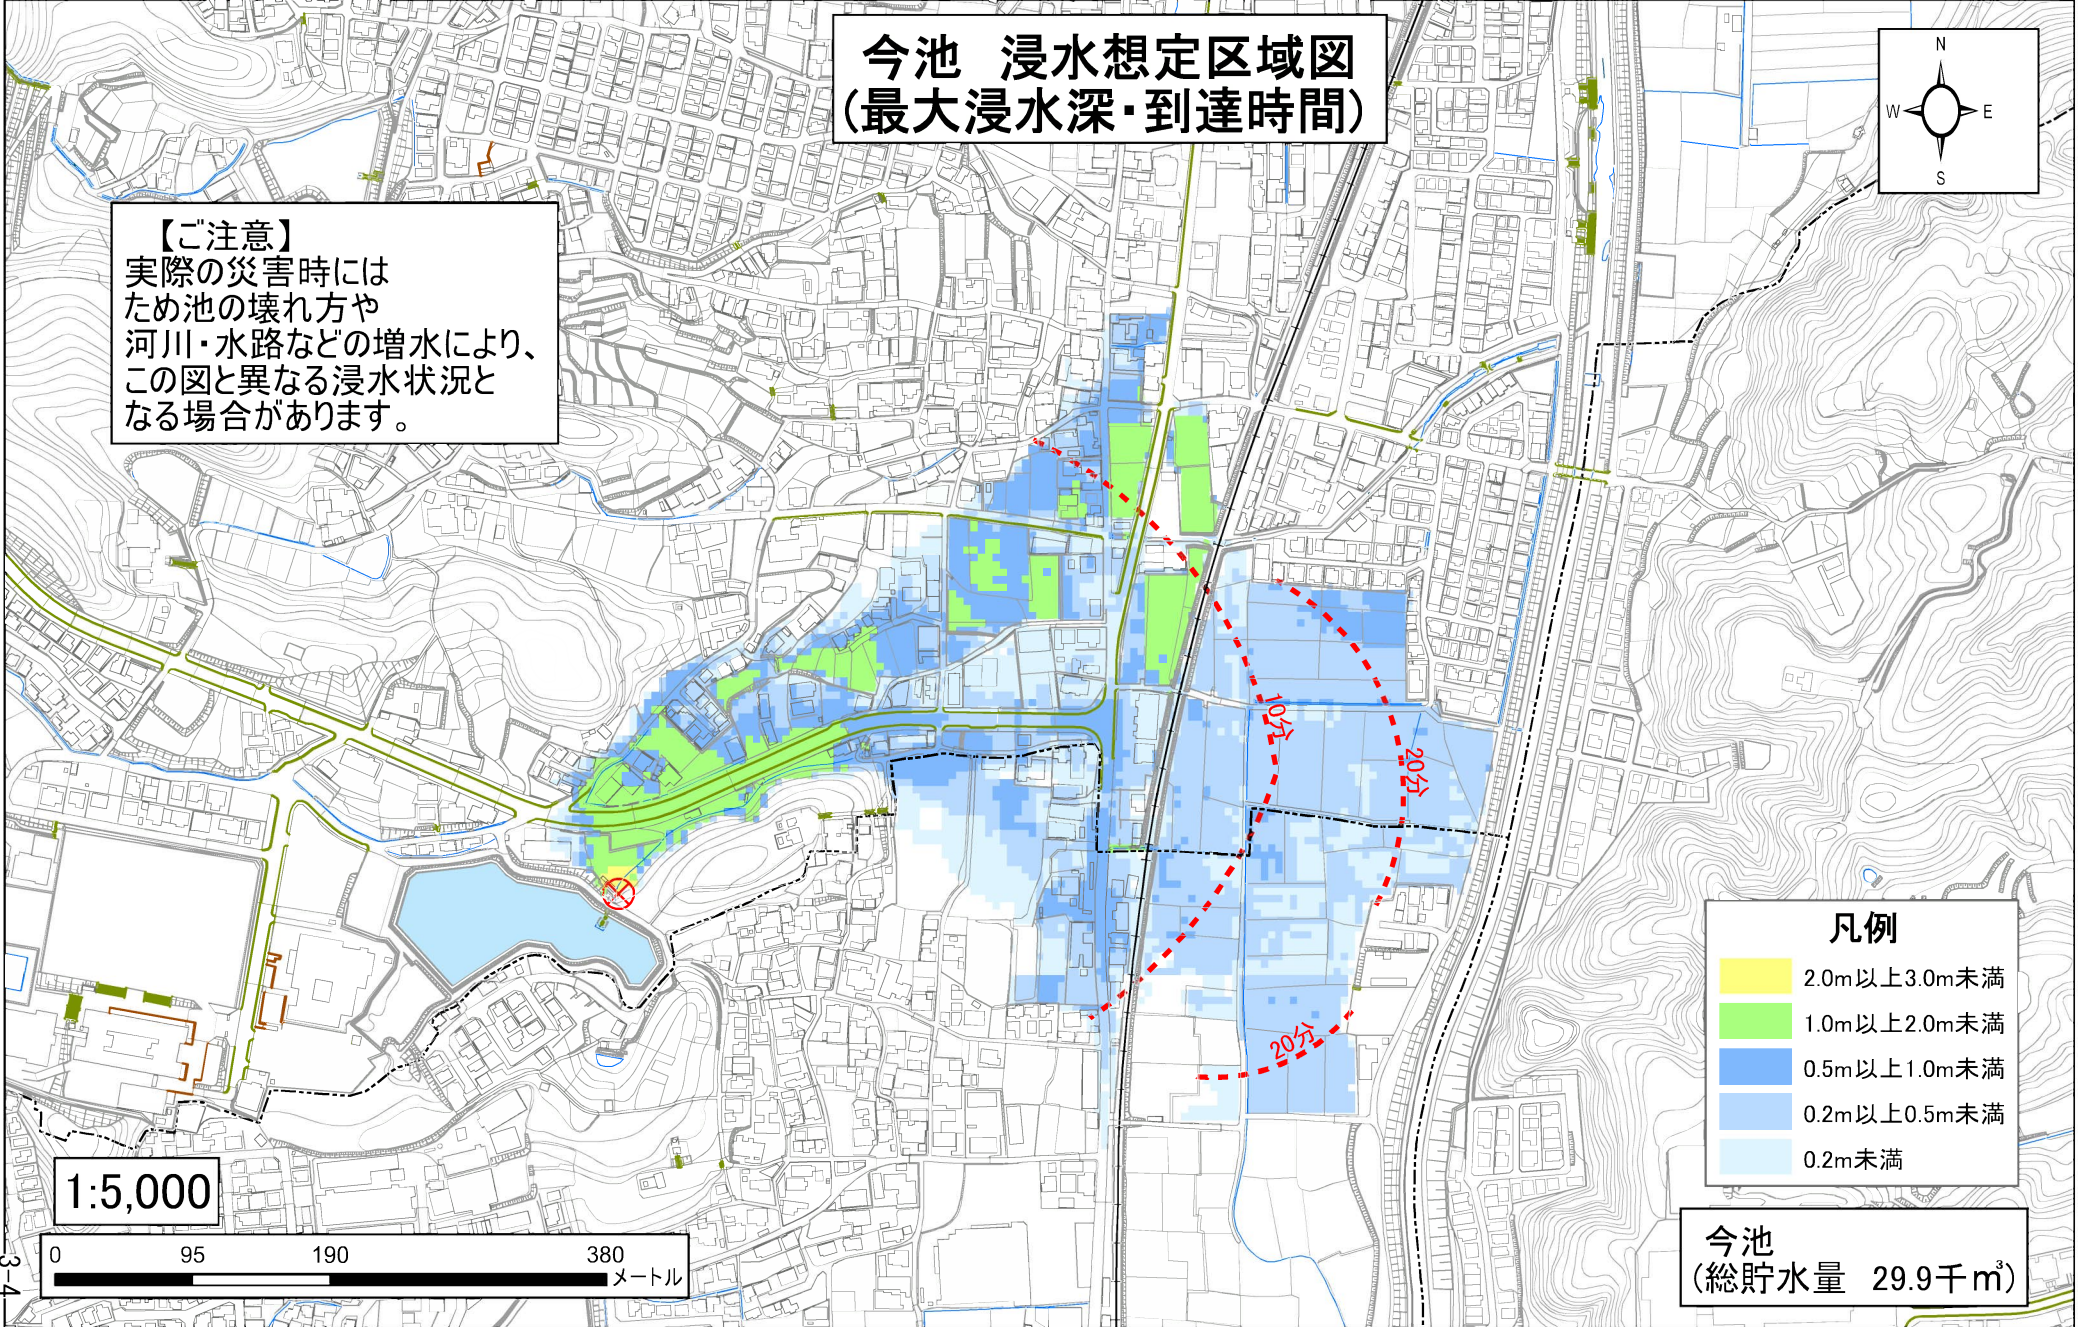 今池　浸水想定区域図
(最大浸水深・到達時間)
N
W
E
S
【ご注意】
実際の災害時には
ため池の壊れ方や
河川・水路などの増水により、
この図と異なる浸水状況と
なる場合があります。
10分
20分
20分
凡例
2.0m以上3.0m未満
1.0m以上2.0m未満
0.5m以上1.0m未満
0.2m以上0.5m未満
0.2m未満
1:5,000
0 95 190 380
メートル
今池
(総貯水量　29.9千㎥)
3-4